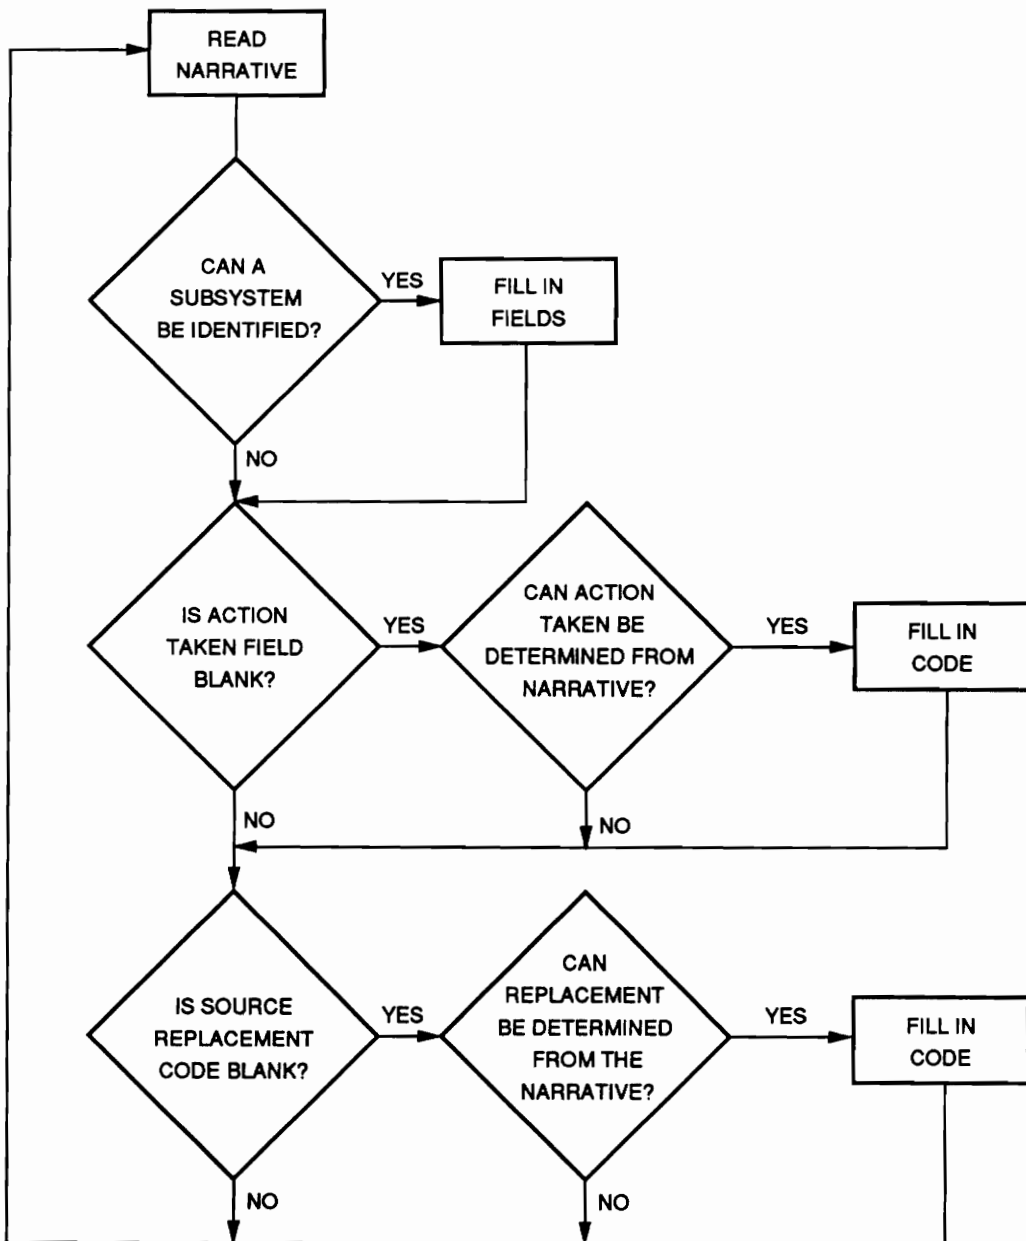 READ
NARRATIVE
CAN A
SUBSYSTEM
BE IDENTIFIED?
YES
FILL IN
FIELDS
NO
IS ACTION
TAKEN FIELD
BLANK?
YES
CAN ACTION
TAKEN BE
DETERMINED FROM
NARRATIVE?
YES
FILL IN
CODE
NO
NO
IS SOURCE
REPLACEMENT
CODE BLANK?
YES
CAN
REPLACEMENT
BE DETERMINED
FROM THE
NARRATIVE?
YES
FILL IN
CODE
NO
NO